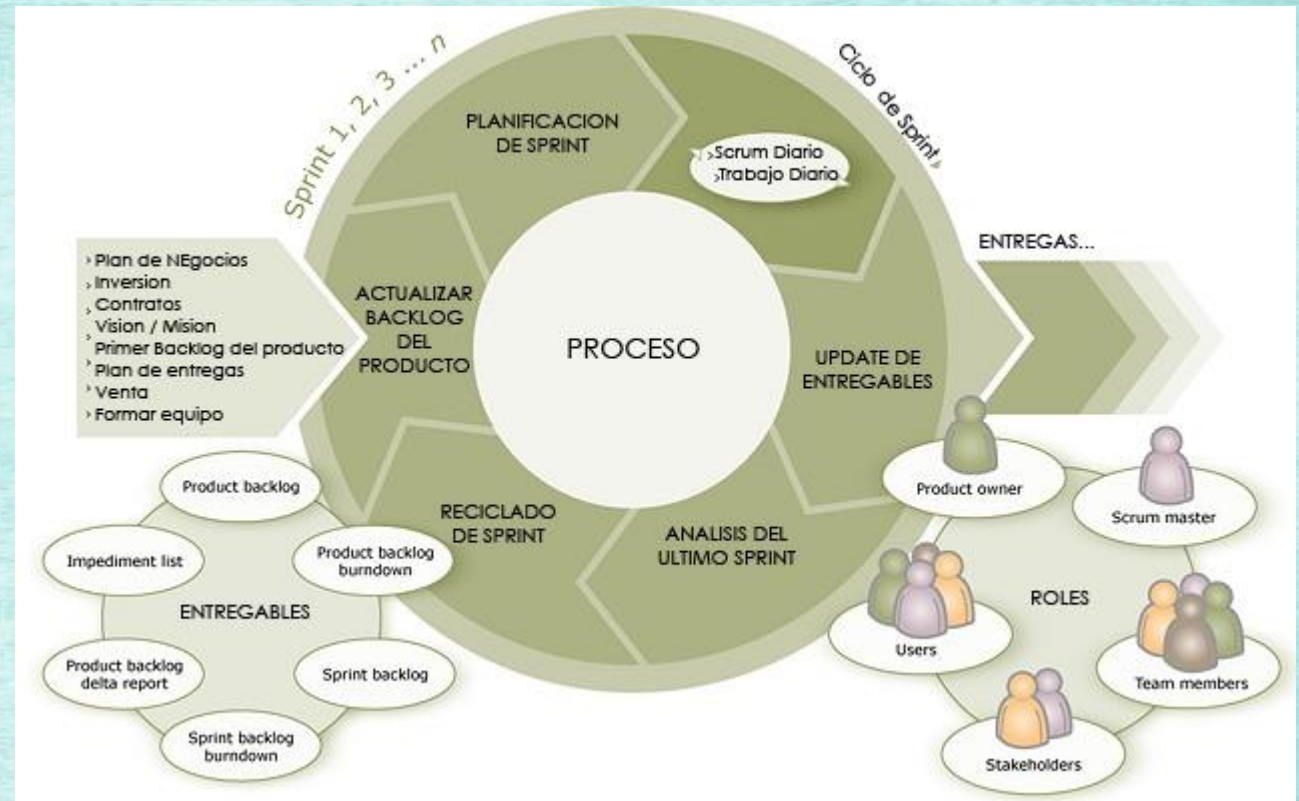 Sprint 1, 2, 3 ... n
Ciclo de Sprint
PLANIFICACION
DE SPRINT
Scrum Diario
Trabajo Diario
ENTREGAS...
Plan de NEgocios
Inversion
Contratos
Vision / Mision
Primer Backlog del producto
Plan de entregas
Venta
Formar equipo
ACTUALIZAR
BACKLOG
DEL
PRODUCTO
PROCESO
UPDATE DE
ENTREGABLES
RECICLADO
DE SPRINT
ANALISIS DEL
ULTIMO SPRINT
Product backlog
Impediment list
Product backlog
burndown
ENTREGABLES
Product backlog
delta report
Sprint backlog
Sprint backlog
burndown
Product owner
Scrum master
ROLES
Users
Team members
Stakeholders